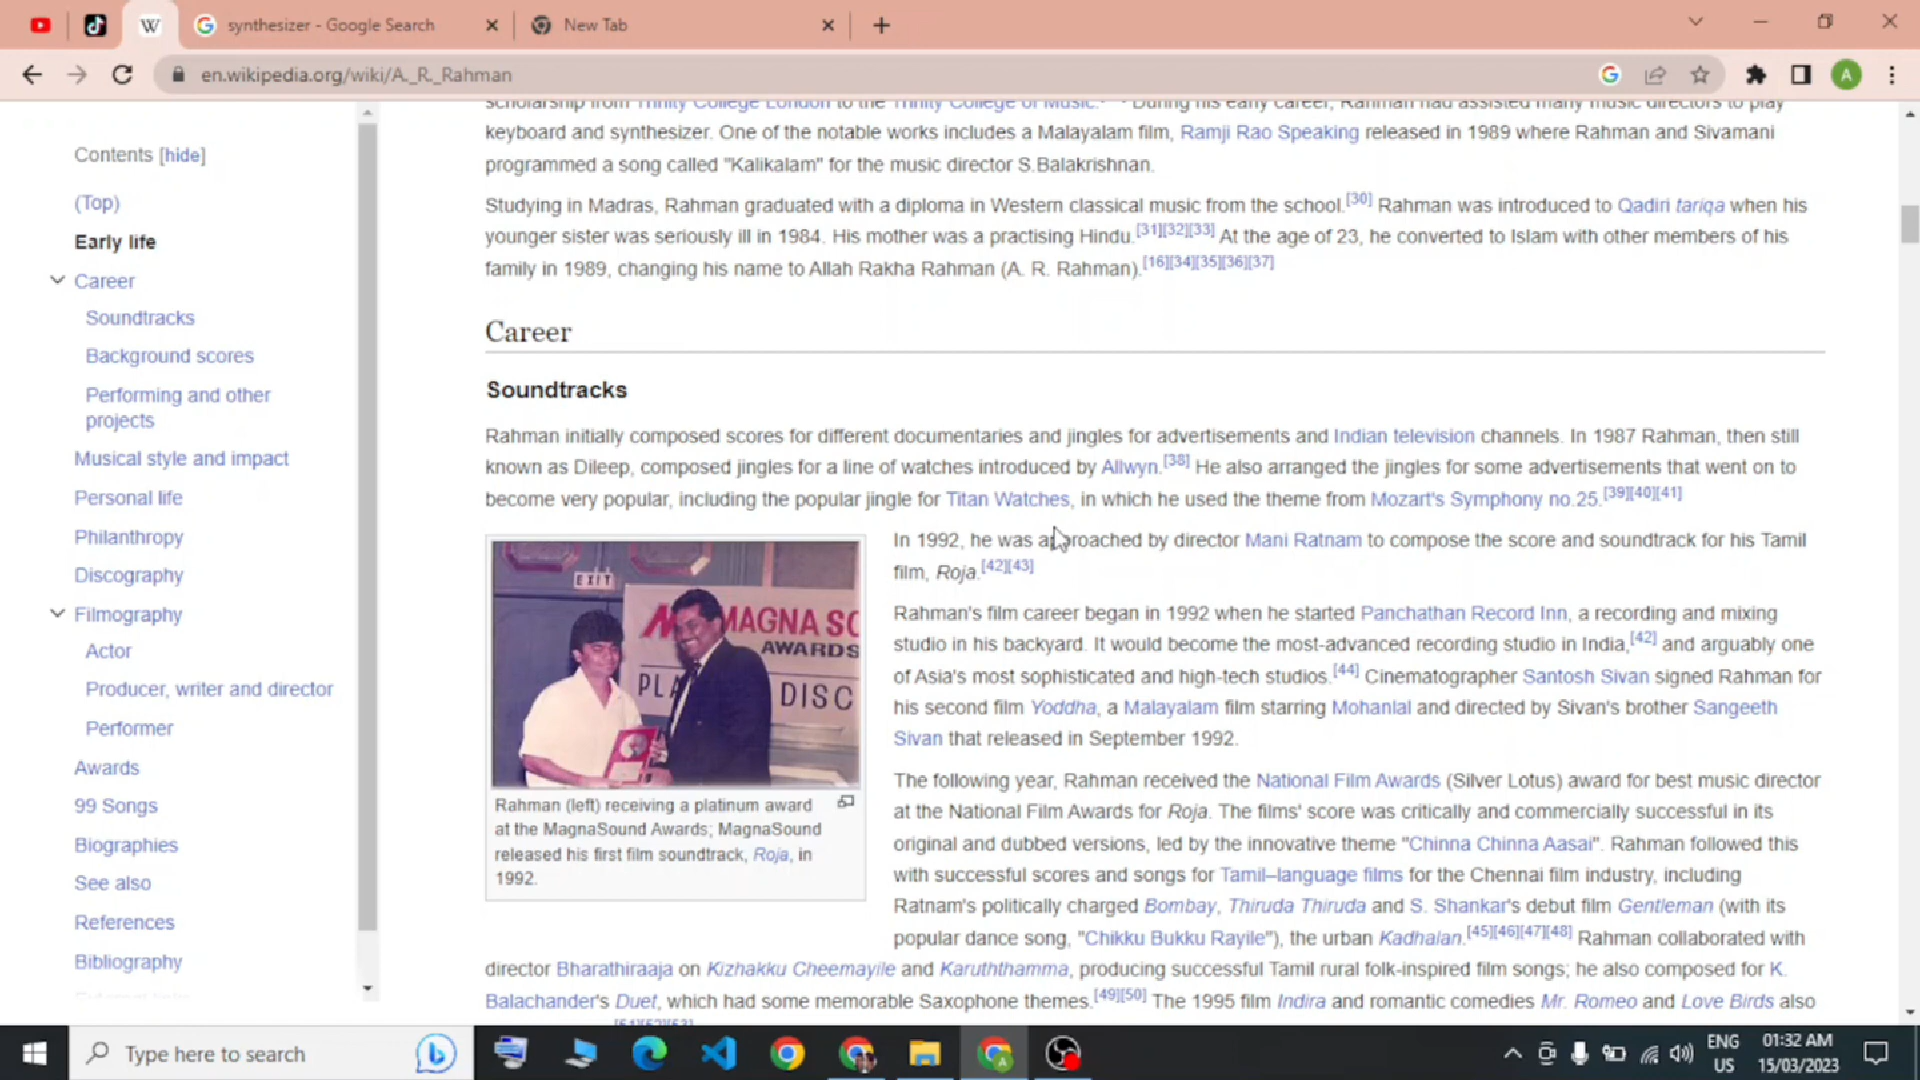 synthesizer - Google Search
New Tab
en.wikipedia.org/wiki/A._R._Rahman
A
Contents [hide]
(Top)
Early life
Career
Soundtracks
Background scores
Performing and other
projects
Musical style and impact
Personal life
Philanthropy
Discography
Filmography
Actor
Producer, writer and director
Performer
Awards
99 Songs
Biographies
See also
References
Bibliography
scholarship from Trinity College London to the Trinity College of Music. During his early career, Rahman had assisted many music directors to play
keyboard and synthesizer. One of the notable works includes a Malayalam film, Ramji Rao Speaking released in 1989 where Rahman and Sivamani
programmed a song called "Kalikalam" for the music director S.Balakrishnan.
Studying in Madras, Rahman graduated with a diploma in Western classical music from the school.[30] Rahman was introduced to Qadiri tariqa when his
younger sister was seriously ill in 1984. His mother was a practising Hindu.[31][32][33] At the age of 23, he converted to Islam with other members of his
family in 1989, changing his name to Allah Rakha Rahman (A. R. Rahman).[16][34][35][36][37]
Career
Soundtracks
Rahman initially composed scores for different documentaries and jingles for advertisements and Indian television channels. In 1987 Rahman, then still
known as Dileep, composed jingles for a line of watches introduced by Allwyn.[38] He also arranged the jingles for some advertisements that went on to
become very popular, including the popular jingle for Titan Watches, in which he used the theme from Mozart's Symphony no.25.[39][40][41]
EXIT
MAGNA SO
AWARDS
PLA DISC
Rahman (left) receiving a platinum award
at the MagnaSound Awards; MagnaSound
released his first film soundtrack, Roja, in
1992.
In 1992, he was approached by director Mani Ratnam to compose the score and soundtrack for his Tamil
film, Roja.[42][43]
Rahman's film career began in 1992 when he started Panchathan Record Inn, a recording and mixing
studio in his backyard. It would become the most-advanced recording studio in India,[42] and arguably one
of Asia's most sophisticated and high-tech studios.[44] Cinematographer Santosh Sivan signed Rahman for
his second film Yoddha, a Malayalam film starring Mohanlal and directed by Sivan's brother Sangeeth
Sivan that released in September 1992.
The following year, Rahman received the National Film Awards (Silver Lotus) award for best music director
at the National Film Awards for Roja. The films' score was critically and commercially successful in its
original and dubbed versions, led by the innovative theme "Chinna Chinna Aasai". Rahman followed this
with successful scores and songs for Tamil–language films for the Chennai film industry, including
Ratnam's politically charged Bombay, Thiruda Thiruda and S. Shankar's debut film Gentleman (with its
popular dance song, "Chikku Bukku Rayile"), the urban Kadhalan.[45][46][47][48] Rahman collaborated with
director Bharathiraaja on Kizhakku Cheemayile and Karuththamma, producing successful Tamil rural folk-inspired film songs; he also composed for K.
Balachander's Duet, which had some memorable Saxophone themes.[49][50] The 1995 film Indira and romantic comedies Mr. Romeo and Love Birds also
Type here to search
ENG
US
01:32 AM
15/03/2023